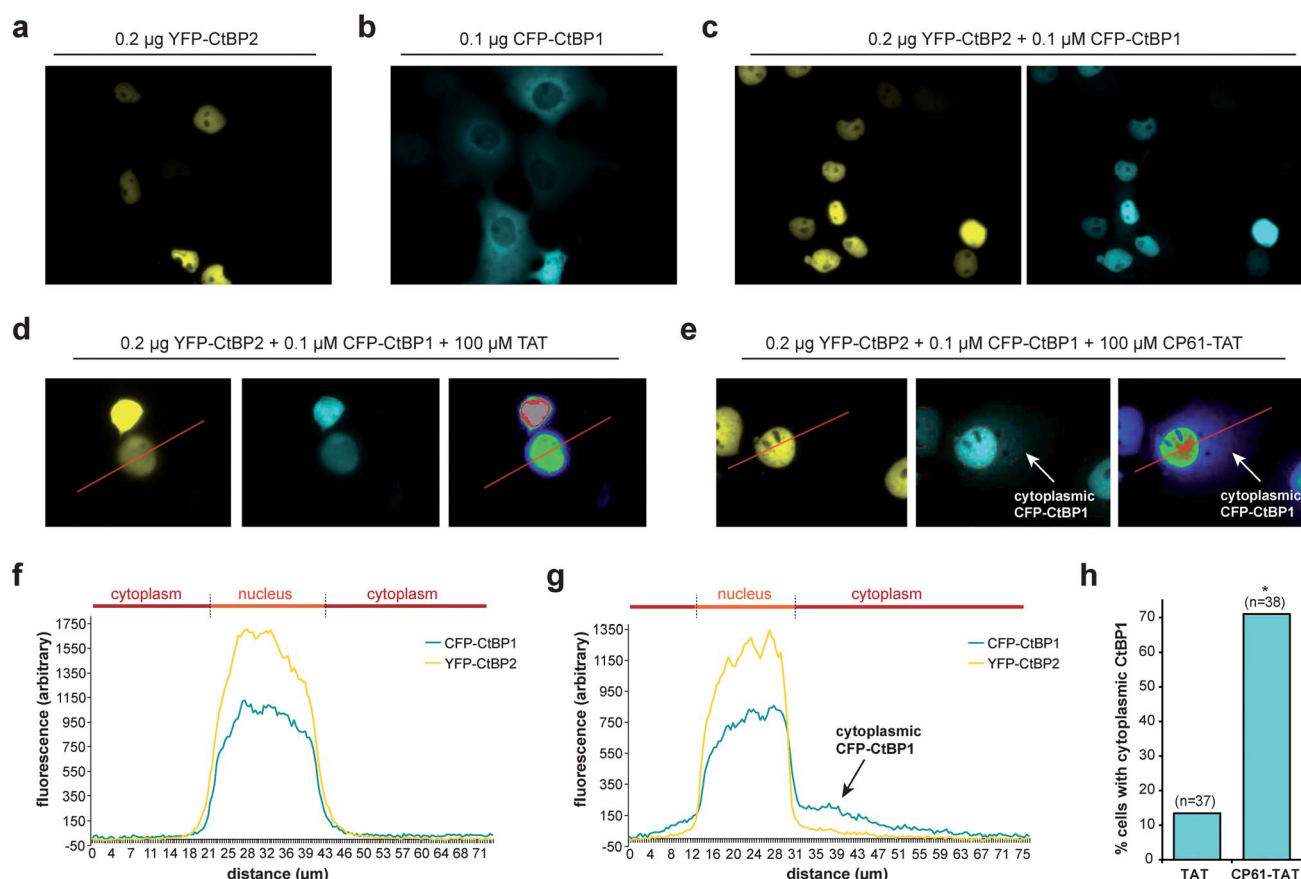 a
0.2 µg YFP-CtBP2
b
0.1 µg CFP-CtBP1
c
0.2 µg YFP-CtBP2 + 0.1 µM CFP-CtBP1
d
0.2 µg YFP-CtBP2 + 0.1 µM CFP-CtBP1 + 100 µM TAT
e
0.2 µg YFP-CtBP2 + 0.1 µM CFP-CtBP1 + 100 µM CP61-TAT
cytoplasmic
CFP-CtBP1
cytoplasmic
CFP-CtBP1
f
cytoplasm nucleus cytoplasm
fluorescence (arbitrary)
1750
1550
1350
1150
950
750
550
350
150
-50
CFP-CtBP1
YFP-CtBP2
0 4 7 11 14 18 21 25 28 32 36 39 43 46 50 53 57 60 64 67 71
distance (µm)
g
nucleus cytoplasm
fluorescence (arbitrary)
1350
1150
950
750
550
350
150
-50
CFP-CtBP1
YFP-CtBP2
cytoplasmic
CFP-CtBP1
0 4 8 12 16 20 24 28 31 35 39 43 47 51 55 59 63 67 71 75
distance (µm)
h
% cells with cytoplasmic CtBP1
70
60
50
40
30
20
10
0
(n=37)
*
(n=38)
TAT CP61-TAT